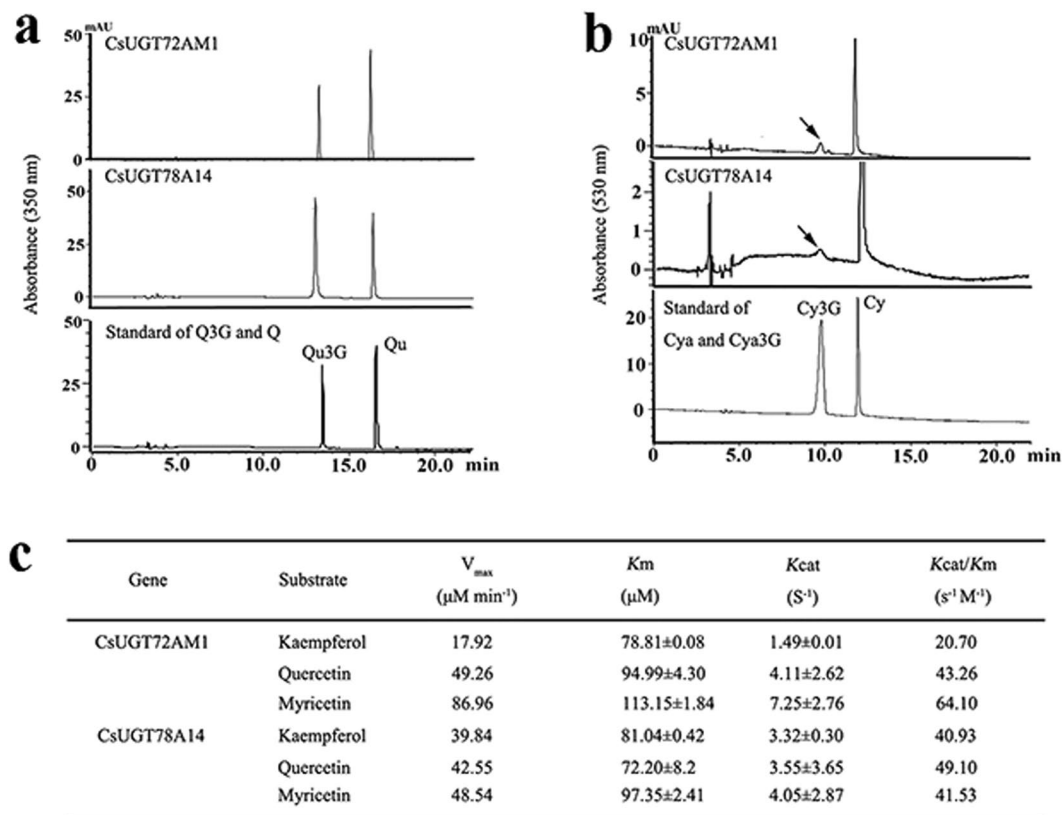 a
mAU
50
CsUGT72AM1
25
0
CsUGT78A14
50
25
0
50
Standard of Q3G and Q
Qu3G
Qu
25
0
0 5.0 10.0 15.0 20.0 min
Absorbance (350 nm)
b
mAU
10
CsUGT72AM1
5
0
CsUGT78A14
2
1
0
Standard of
Cya and Cya3G
Cy3G
Cy
20
10
0
0 5.0 10.0 15.0 20.0 min
Absorbance (530 nm)
c
Gene Substrate Vmax (µM min-1) Km (µM) Kcat (S-1) Kcat/Km (s-1 M-1)
CsUGT72AM1 Kaempferol 17.92 78.81±0.08 1.49±0.01 20.70
Quercetin 49.26 94.99±4.30 4.11±2.62 43.26
Myricetin 86.96 113.15±1.84 7.25±2.76 64.10
CsUGT78A14 Kaempferol 39.84 81.04±0.42 3.32±0.30 40.93
Quercetin 42.55 72.20±8.2 3.55±3.65 49.10
Myricetin 48.54 97.35±2.41 4.05±2.87 41.53